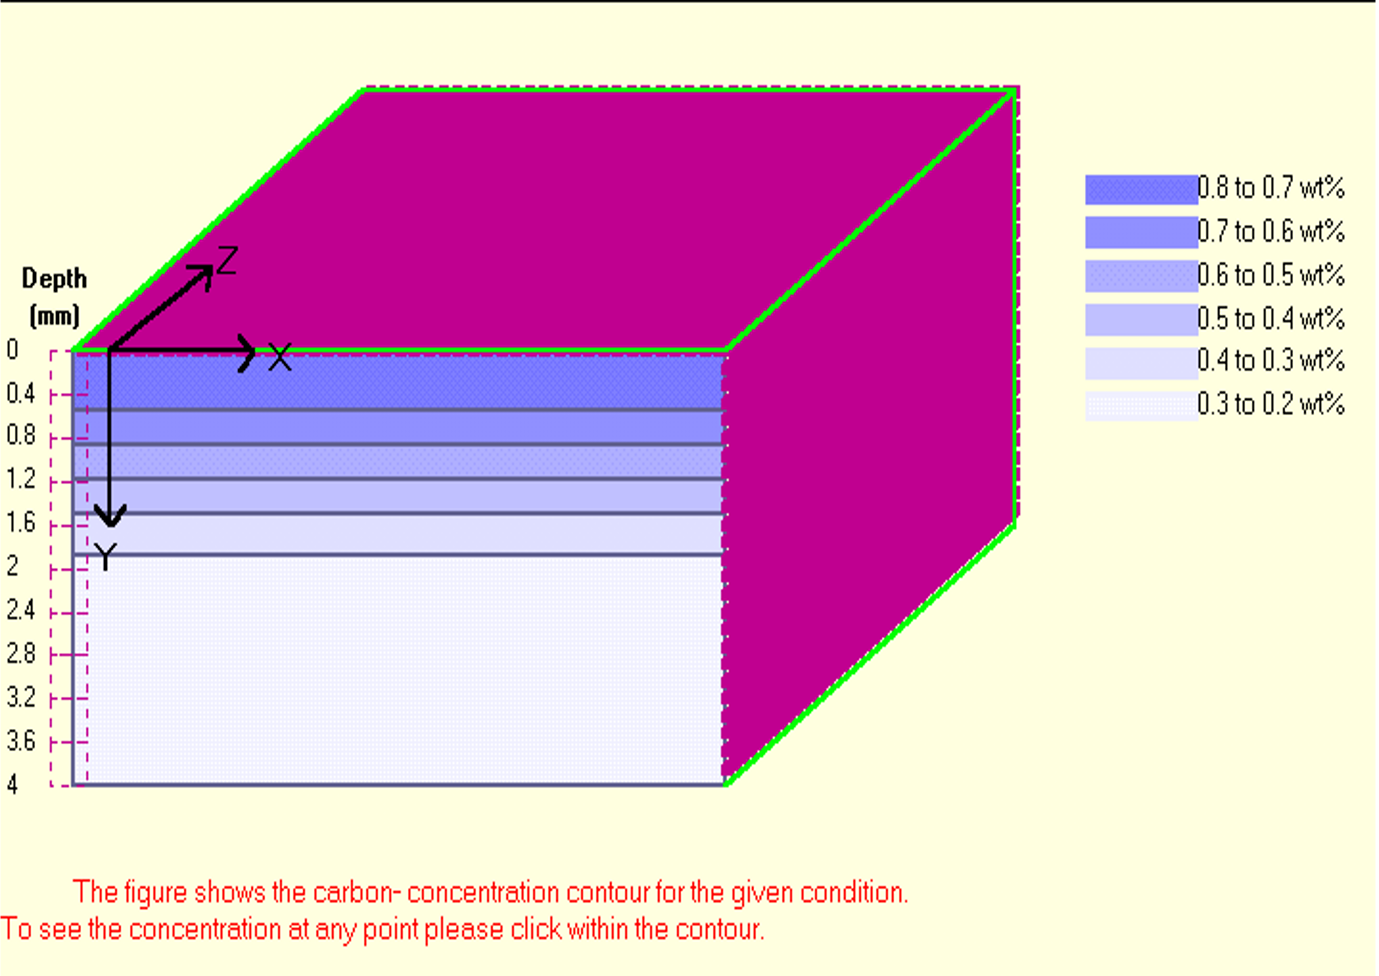 Z
Depth
(mm)
X
0
0.4
0.8
1.2
1.6
Y
2
2.4
2.8
3.2
3.6
4
0.8 to 0.7 wt%
0.7 to 0.6 wt%
0.6 to 0.5 wt%
0.5 to 0.4 wt%
0.4 to 0.3 wt%
0.3 to 0.2 wt%
The figure shows the carbon- concentration contour for the given condition.
To see the concentration at any point please click within the contour.